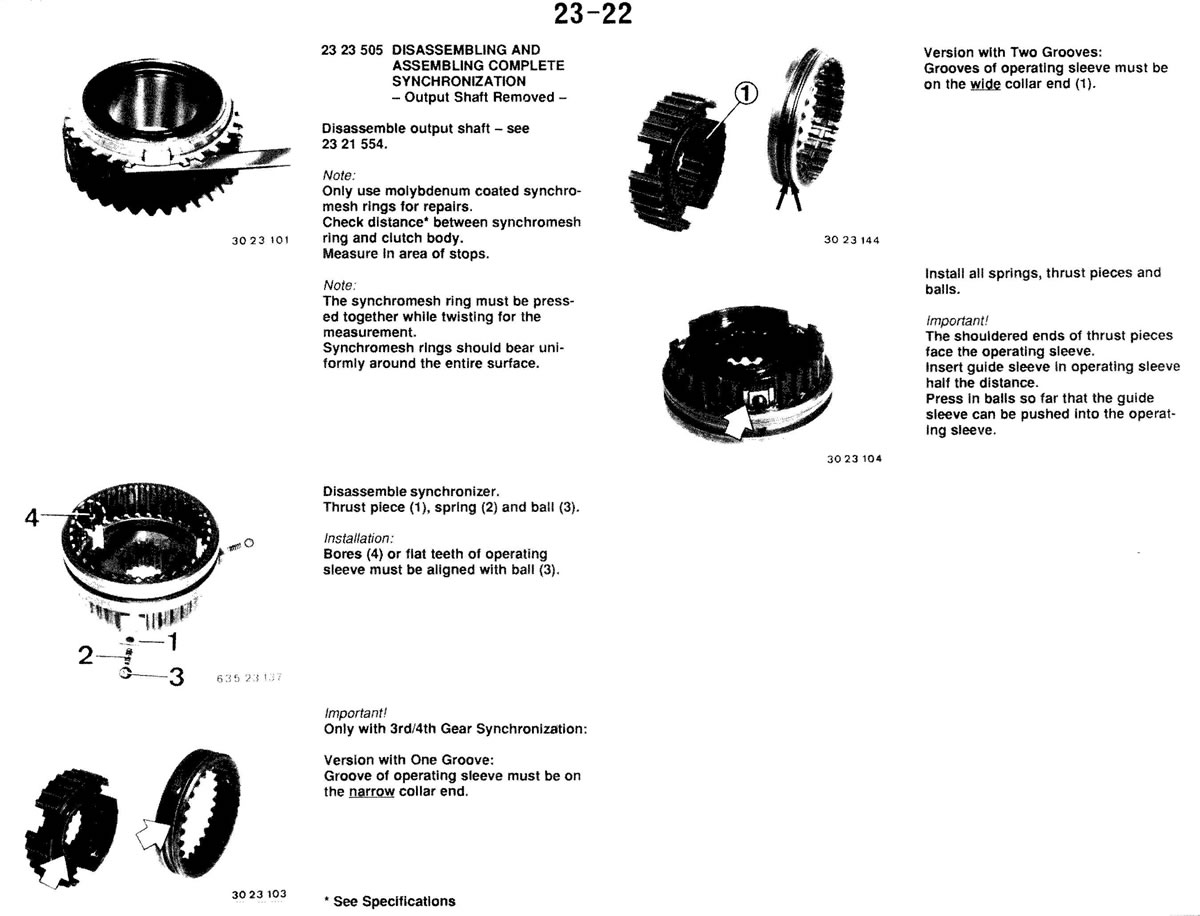 23-22
23 23 505 DISASSEMBLING AND
ASSEMBLING COMPLETE
SYNCHRONIZATION
– Output Shaft Removed –
Disassemble output shaft – see
23 21 554.
Note:
Only use molybdenum coated synchro-
mesh rings for repairs.
Check distance* between synchromesh
ring and clutch body.
Measure in area of stops.
30 23 101
Note:
The synchromesh ring must be press-
ed together while twisting for the
measurement.
Synchromesh rings should bear uni-
formly around the entire surface.
Disassemble synchronizer.
Thrust piece (1), spring (2) and ball (3).
Installation:
Bores (4) or flat teeth of operating
sleeve must be aligned with ball (3).
4
1
2
3
635 23 137
Important!
Only with 3rd/4th Gear Synchronization:
Version with One Groove:
Groove of operating sleeve must be on
the narrow collar end.
30 23 103
* See Specifications
Version with Two Grooves:
Grooves of operating sleeve must be
on the wide collar end (1).
1
30 23 144
Install all springs, thrust pieces and
balls.
Important!
The shouldered ends of thrust pieces
face the operating sleeve.
Insert guide sleeve in operating sleeve
half the distance.
Press in balls so far that the guide
sleeve can be pushed into the operat-
ing sleeve.
30 23 104